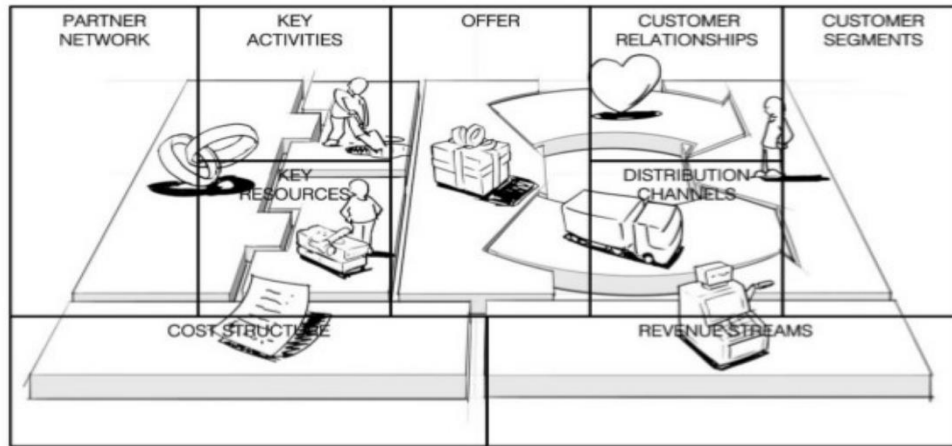 PARTNER
NETWORK
KEY
ACTIVITIES
OFFER
CUSTOMER
RELATIONSHIPS
CUSTOMER
SEGMENTS
KEY
RESOURCES
DISTRIBUTION
CHANNELS
COST STRUCTURE
REVENUE STREAMS